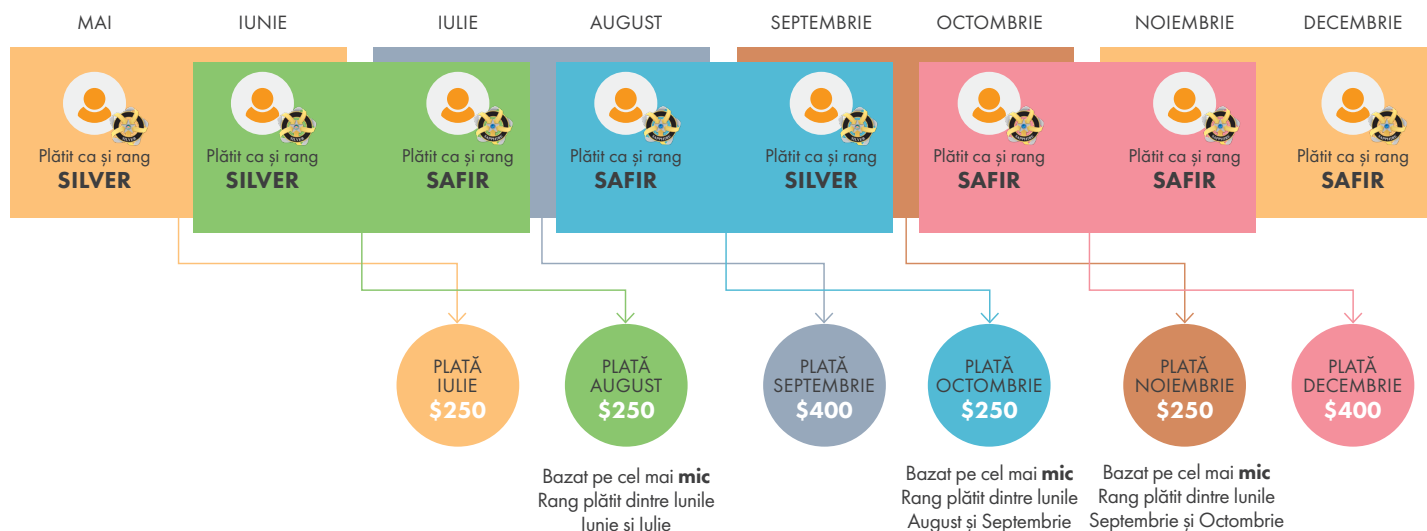 MAI
IUNIE
IULIE
AUGUST
SEPTEMBRIE
OCTOMBRIE
NOIEMBRIE
DECEMBRIE
Plătit ca și rang
SILVER
Plătit ca și rang
SILVER
Plătit ca și rang
SAFIR
Plătit ca și rang
SAFIR
Plătit ca și rang
SILVER
Plătit ca și rang
SAFIR
Plătit ca și rang
SAFIR
Plătit ca și rang
SAFIR
PLATĂ
IULIE
$250
PLATĂ
AUGUST
$250
PLATĂ
SEPTEMBRIE
$400
PLATĂ
OCTOMBRIE
$250
PLATĂ
NOIEMBRIE
$250
PLATĂ
DECEMBRIE
$400
Bazat pe cel mai mic
Rang plătit dintre lunile
Iunie și Iulie
Bazat pe cel mai mic
Rang plătit dintre lunile
August și Septembrie
Bazat pe cel mai mic
Rang plătit dintre lunile
Septembrie și Octombrie